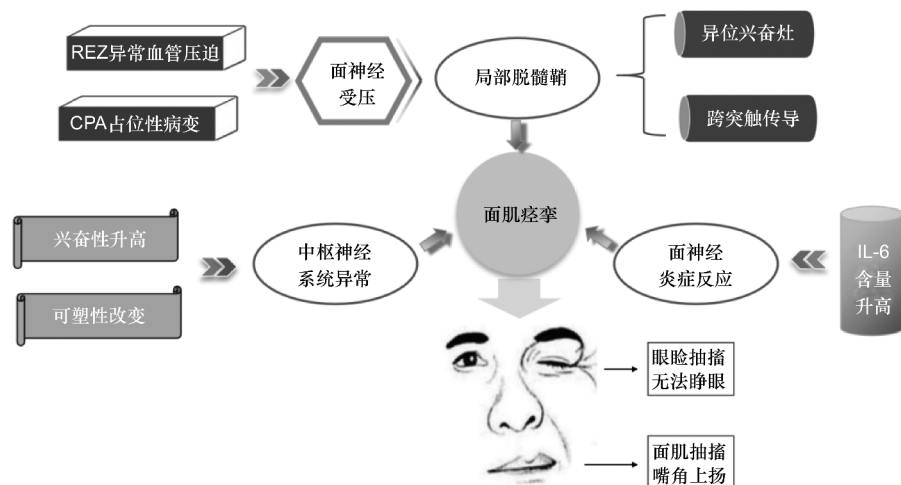 REZ异常血管压迫
CPA占位性病变
面神经
受压
局部脱髓鞘
异位兴奋灶
跨突触传导
面肌痉挛
兴奋性升高
可塑性改变
中枢神经
系统异常
面神经
炎症反应
IL-6
含量
升高
眼睑抽搐
无法睁眼
面肌抽搐
嘴角上扬